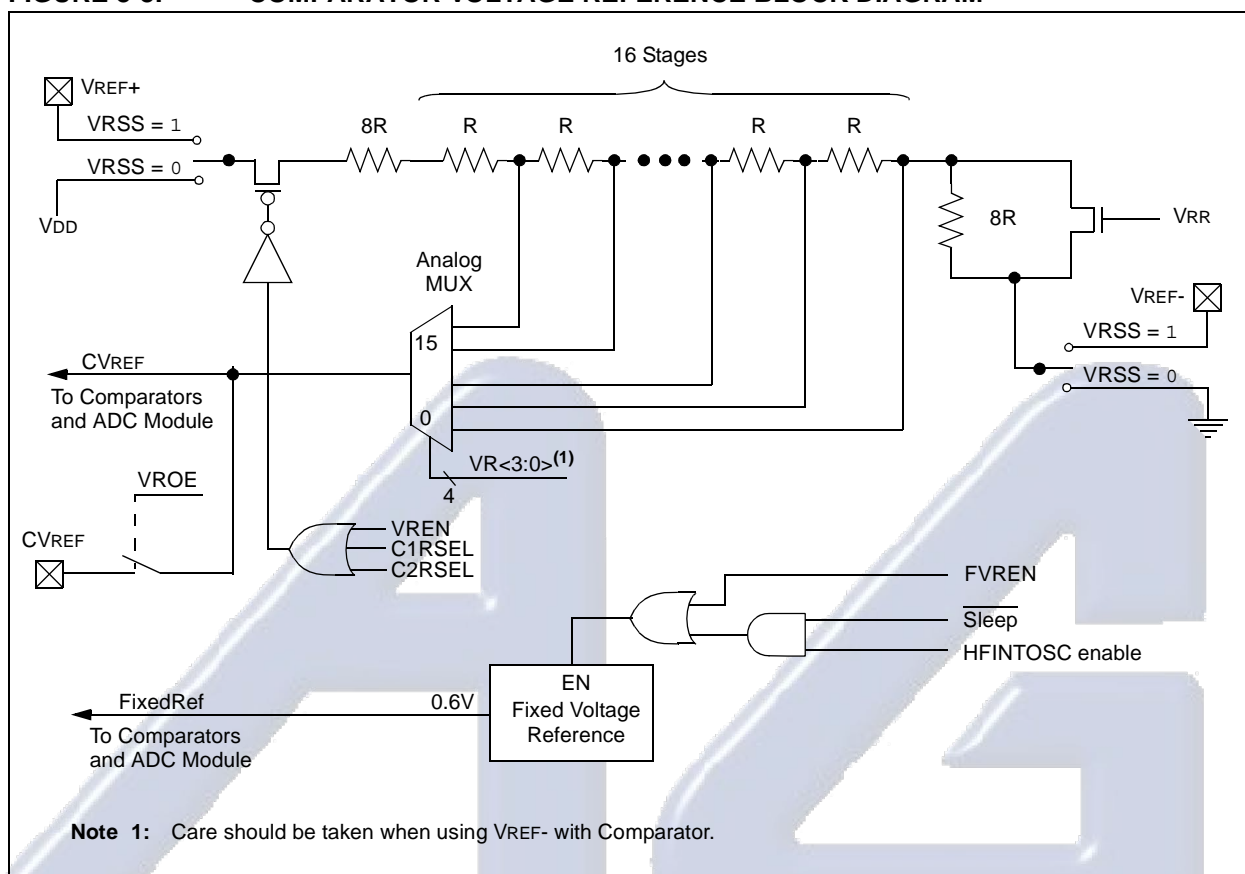 16 Stages
VREF+
VRSS = 1
VRSS = 0
VDD
8R R R R R
8R
VRR
Analog
MUX
15
0
VREF-
VRSS = 1
VRSS = 0
CVREF
To Comparators
and ADC Module
VR<3:0>(1)
4
VROE
CVREF
VREN
C1RSEL
C2RSEL
FVREN
Sleep
HFINTOSC enable
EN
Fixed Voltage
Reference
FixedRef 0.6V
To Comparators
and ADC Module
Note 1: Care should be taken when using VREF- with Comparator.